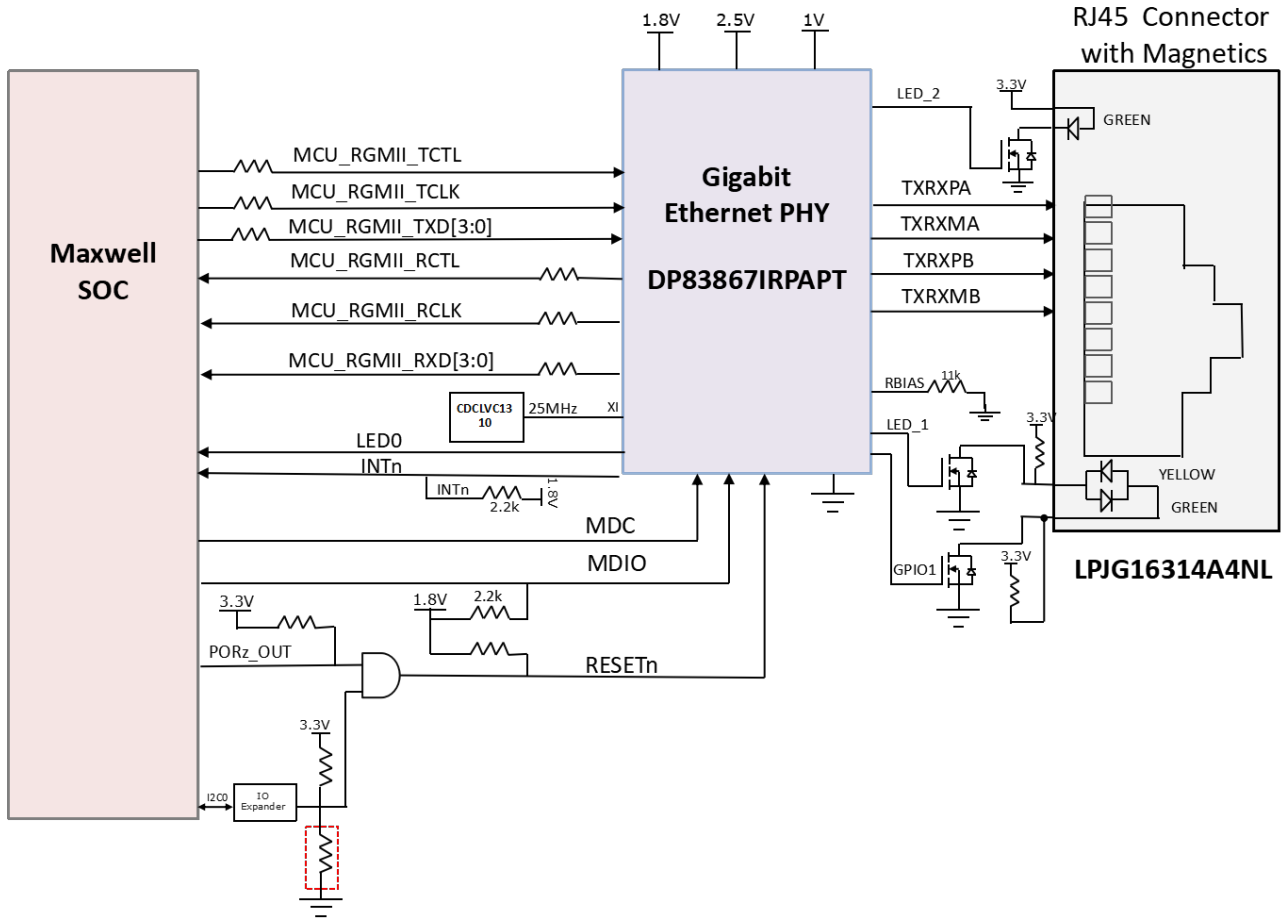 RJ45 Connector
with Magnetics
1.8V
2.5V
1V
LED_2
3.3V
GREEN
MCU_RGMII_TCTL
MCU_RGMII_TCLK
MCU_RGMII_TXD[3:0]
MCU_RGMII_RCTL
MCU_RGMII_RCLK
MCU_RGMII_RXD[3:0]
Maxwell
SOC
Gigabit
Ethernet PHY
DP83867IRPAPT
TXRXPA
TXRXMA
TXRXPB
TXRXMB
RBIAS
11k
CDCLVC13
10
25MHz
XI
LED0
INTn
INTn
2.2k
1.8V
LED_1
3.3V
YELLOW
GREEN
MDC
MDIO
GPIO1
3.3V
LPJG16314A4NL
3.3V
1.8V
2.2k
PORz_OUT
RESETn
3.3V
I2C0
IO
Expander